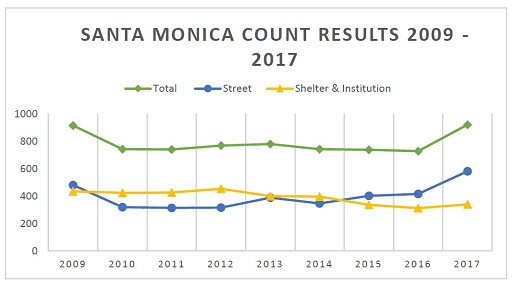 SANTA MONICA COUNT RESULTS 2009 -
2017
Total Street Shelter & Institution
1000
800
600
400
200
0
2009 2010 2011 2012 2013 2014 2015 2016 2017